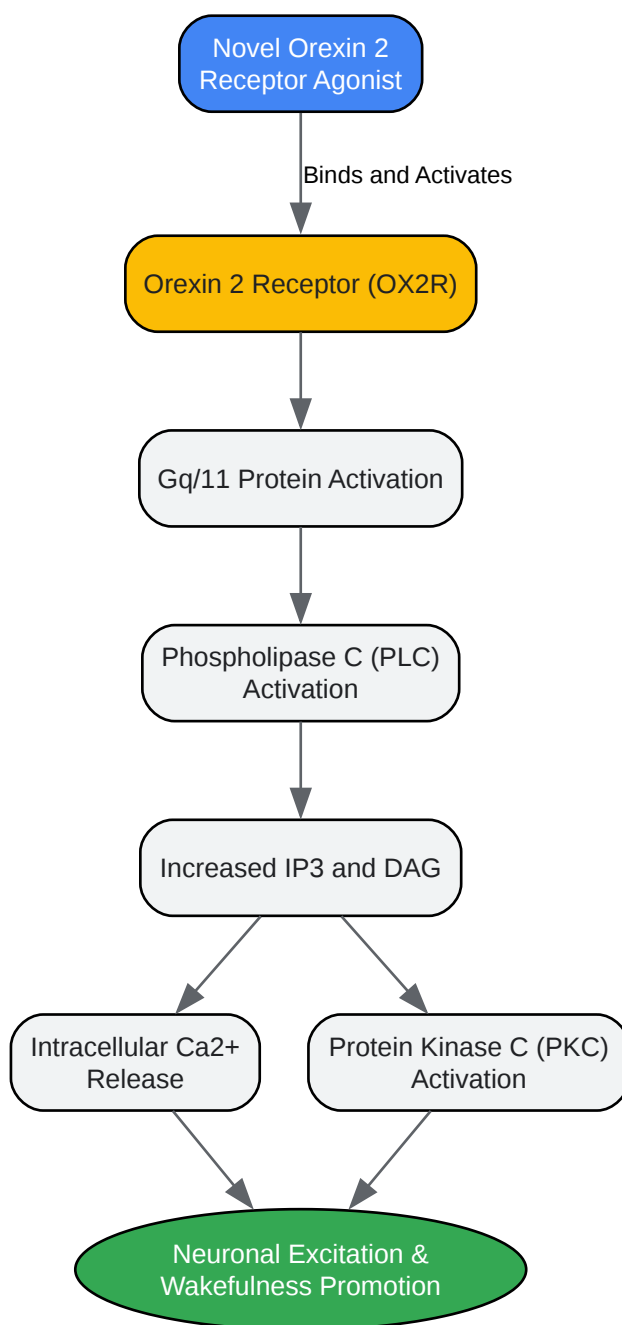 Novel Orexin 2
Receptor Agonist
Binds and Activates
Orexin 2 Receptor (OX2R)
Gq/11 Protein Activation
Phospholipase C (PLC)
Activation
Increased IP3 and DAG
Intracellular Ca2+
Release
Protein Kinase C (PKC)
Activation
Neuronal Excitation &
Wakefulness Promotion